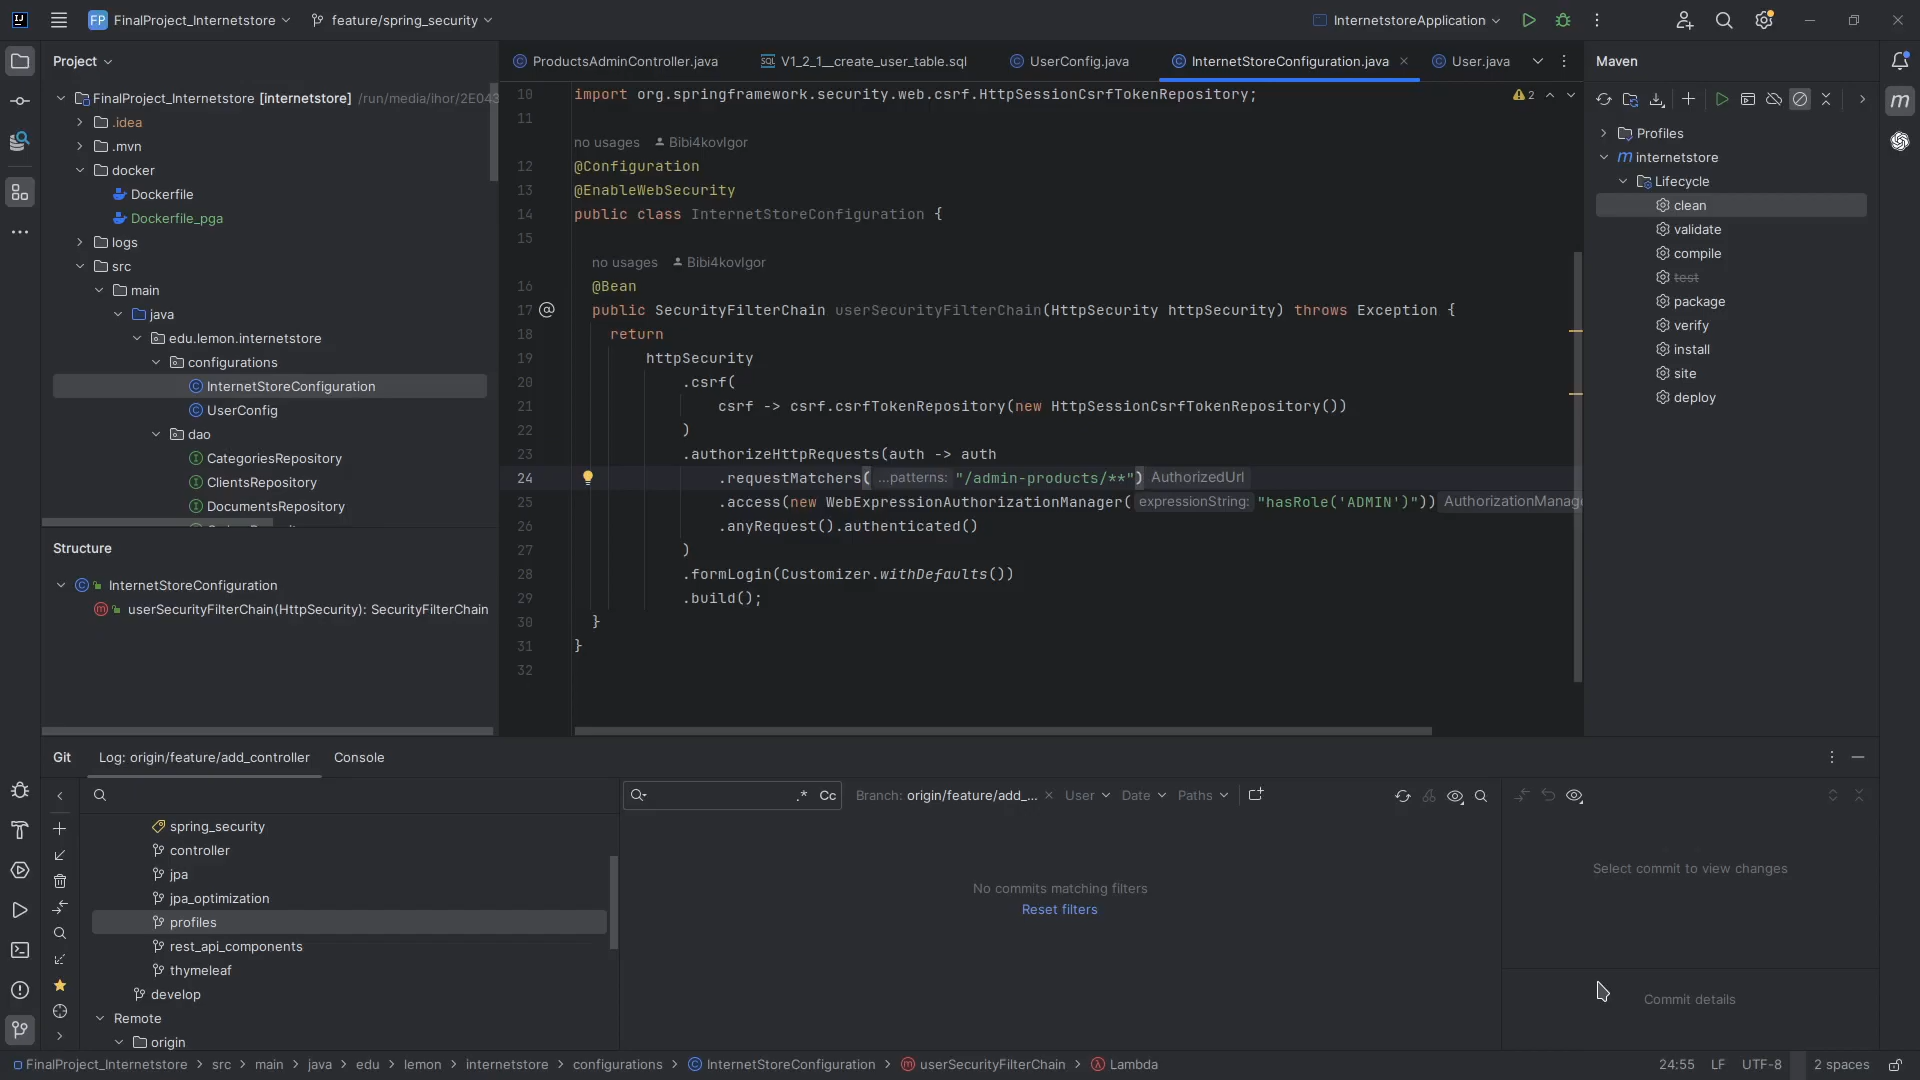 FP FinalProject_Internetstore feature/spring_security InternetstoreApplication
Project
FinalProject_Internetstore [internetstore] /run/media/ihor/2E043
.idea
.mvn
docker
Dockerfile
Dockerfile_pga
logs
src
main
java
edu.lemon.internetstore
configurations
InternetStoreConfiguration
UserConfig
dao
CategoriesRepository
ClientsRepository
DocumentsRepository
Structure
InternetStoreConfiguration
userSecurityFilterChain(HttpSecurity): SecurityFilterChain
ProductsAdminController.java V1_2_1__create_user_table.sql UserConfig.java InternetStoreConfiguration.java User.java
10 import org.springframework.security.web.csrf.HttpSessionCsrfTokenRepository; 2
11
no usages Bibi4kovIgor
12 @Configuration
13 @EnableWebSecurity
14 public class InternetStoreConfiguration {
15
no usages Bibi4kovIgor
16 @Bean
17 public SecurityFilterChain userSecurityFilterChain(HttpSecurity httpSecurity) throws Exception {
18 return
19 httpSecurity
20 .csrf(
21 csrf -> csrf.csrfTokenRepository(new HttpSessionCsrfTokenRepository())
22 )
23 .authorizeHttpRequests(auth -> auth
24 .requestMatchers( ...patterns: "/admin-products/**") AuthorizedUrl
25 .access(new WebExpressionAuthorizationManager( expressionString: "hasRole('ADMIN')")) AuthorizationManage
26 .anyRequest().authenticated()
27 )
28 .formLogin(Customizer.withDefaults())
29 .build();
30 }
31 }
32
Maven
Profiles
internetstore
Lifecycle
clean
validate
compile
test
package
verify
install
site
deploy
Git Log: origin/feature/add_controller Console
.* Cc Branch: origin/feature/add_... User Date Paths
spring_security
controller
jpa
jpa_optimization
profiles
rest_api_components
thymeleaf
develop
Remote
origin
No commits matching filters
Reset filters
Select commit to view changes
Commit details
FinalProject_Internetstore > src > main > java > edu > lemon > internetstore > configurations > InternetStoreConfiguration > userSecurityFilterChain > Lambda 24:55 LF UTF-8 2 spaces